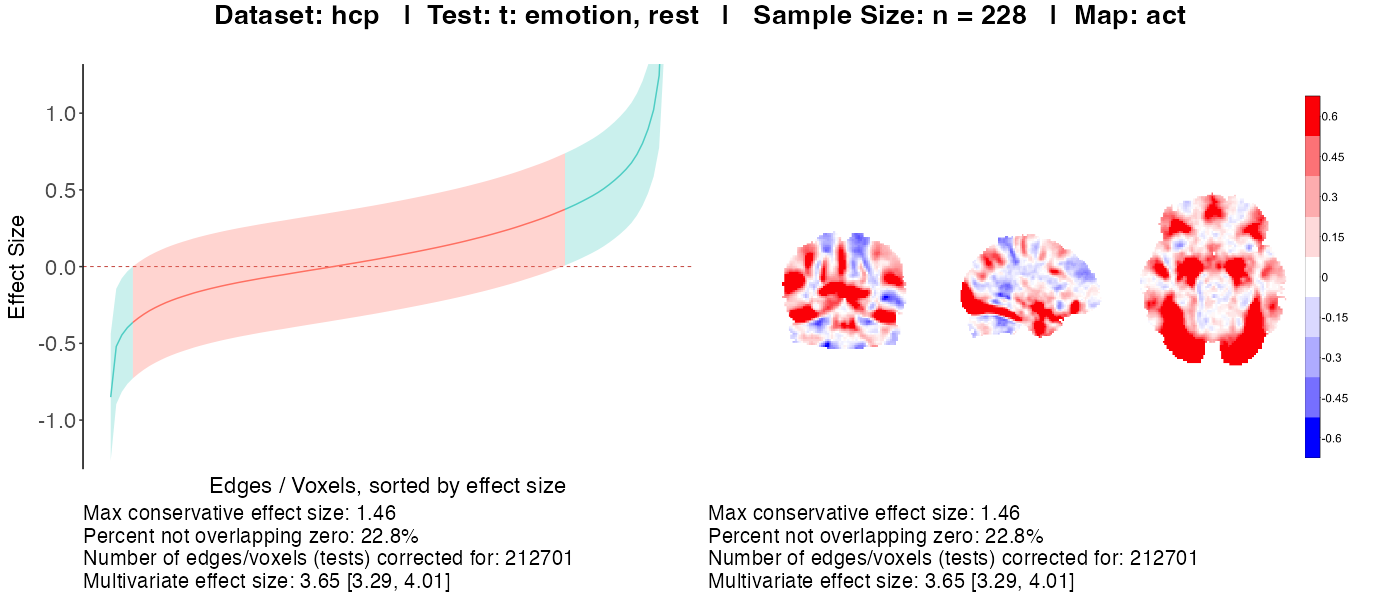 Dataset: hcp | Test: t: emotion, rest | Sample Size: n = 228 | Map: act
Effect Size
1.0
0.5
0.0
-0.5
-1.0
Edges / Voxels, sorted by effect size
Max conservative effect size: 1.46
Percent not overlapping zero: 22.8%
Number of edges/voxels (tests) corrected for: 212701
Multivariate effect size: 3.65 [3.29, 4.01]
0.6
0.45
0.3
0.15
0
-0.15
-0.3
-0.45
-0.6
Max conservative effect size: 1.46
Percent not overlapping zero: 22.8%
Number of edges/voxels (tests) corrected for: 212701
Multivariate effect size: 3.65 [3.29, 4.01]